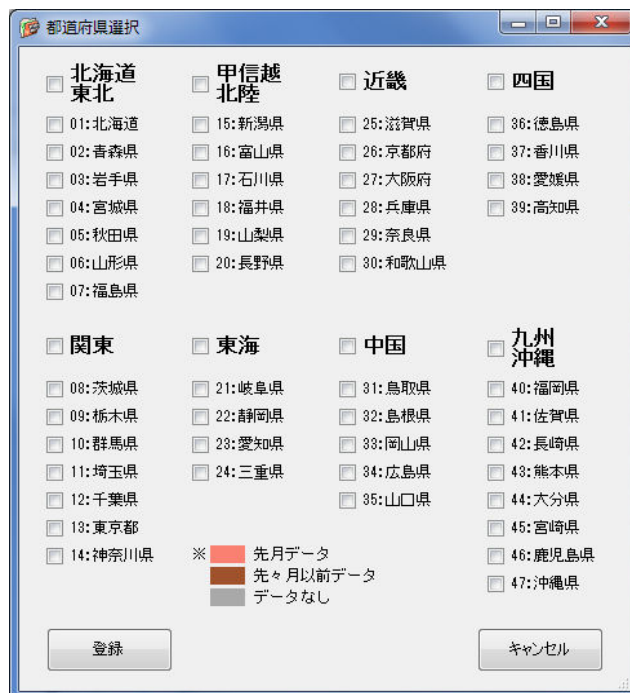 都道府県選択
北海道
東北
01:北海道
02:青森県
03:岩手県
04:宮城県
05:秋田県
06:山形県
07:福島県
甲信越
北陸
15:新潟県
16:富山県
17:石川県
18:福井県
19:山梨県
20:長野県
近畿
25:滋賀県
26:京都府
27:大阪府
28:兵庫県
29:奈良県
30:和歌山県
四国
36:徳島県
37:香川県
38:愛媛県
39:高知県
関東
08:茨城県
09:栃木県
10:群馬県
11:埼玉県
12:千葉県
13:東京都
14:神奈川県
東海
21:岐阜県
22:静岡県
23:愛知県
24:三重県
中国
31:鳥取県
32:島根県
33:岡山県
34:広島県
35:山口県
九州
沖縄
40:福岡県
41:佐賀県
42:長崎県
43:熊本県
44:大分県
45:宮崎県
46:鹿児島県
47:沖縄県
※ 先月データ
先々月以前データ
データなし
登録
キャンセル